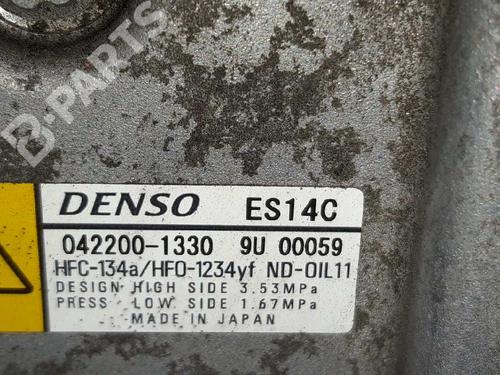 B-PARTS
DENSO ES14C
042200-1330 9U 00059
HFC-134a/HFO-1234yf ND-OIL11
DESIGN HIGH SIDE 3.53MPa
PRESS LOW SIDE 1.67MPa
MADE IN JAPAN